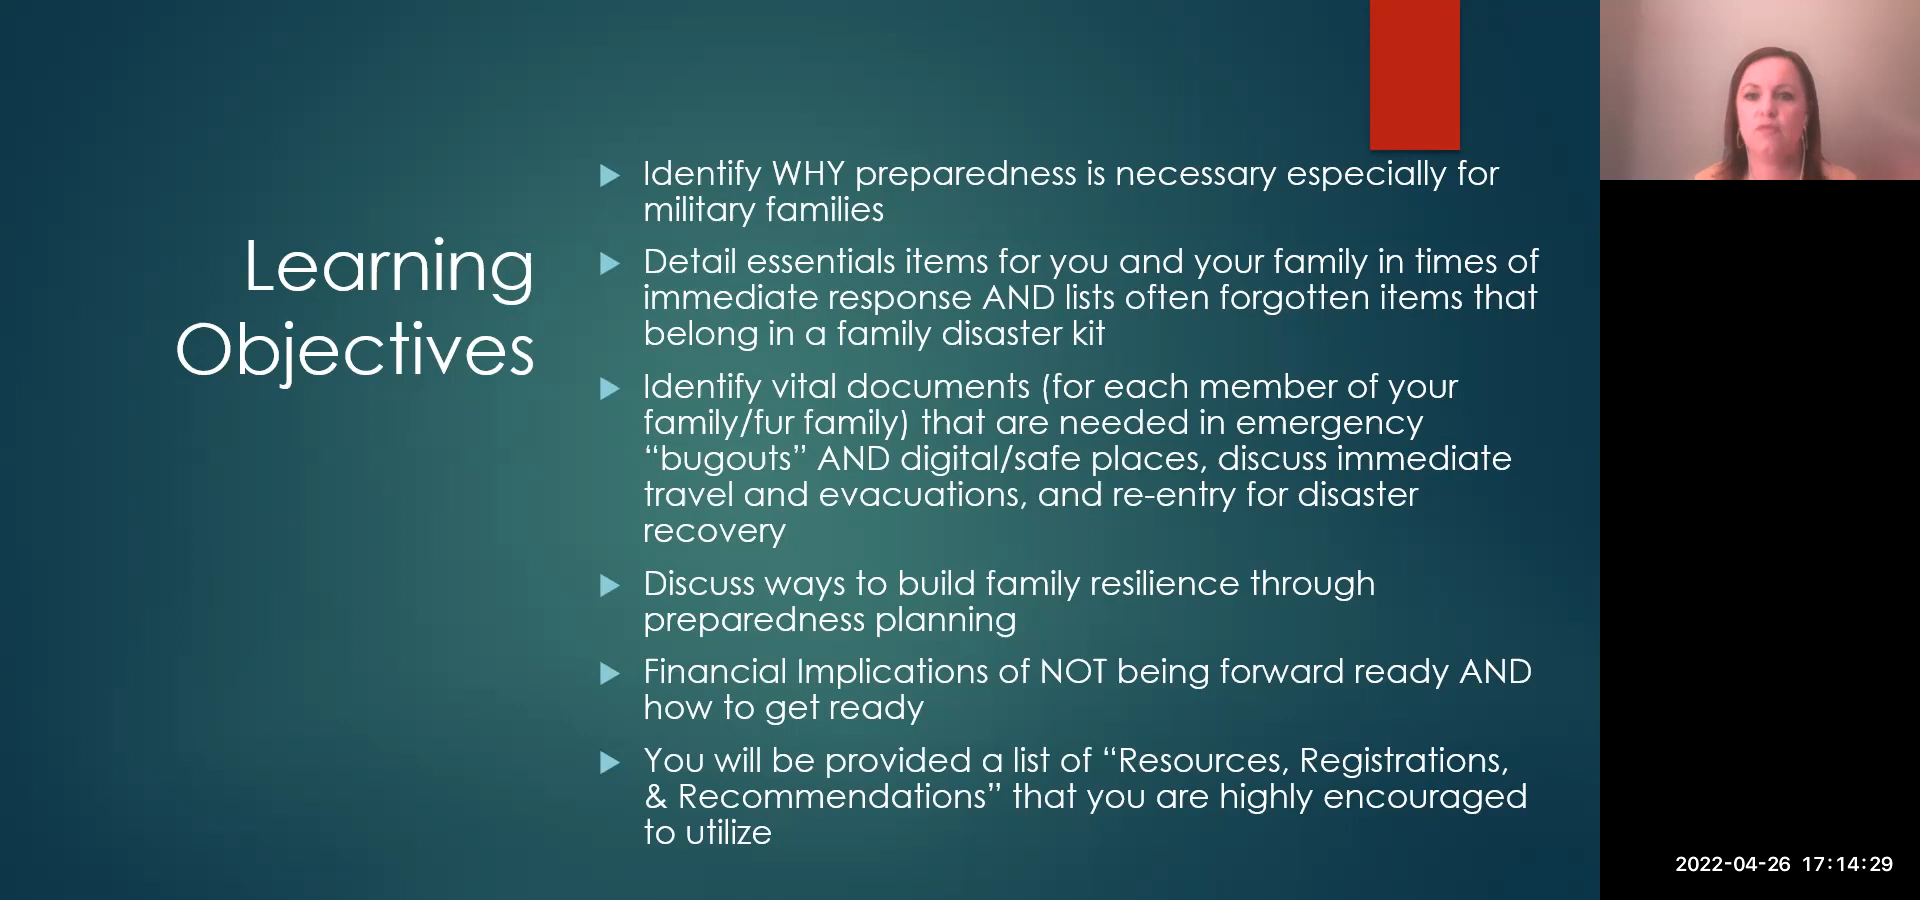 Learning
Objectives
Identify WHY preparedness is necessary especially for
military families
Detail essentials items for you and your family in times of
immediate response AND lists often forgotten items that
belong in a family disaster kit
Identify vital documents (for each member of your
family/fur family) that are needed in emergency
“bugouts” AND digital/safe places, discuss immediate
travel and evacuations, and re-entry for disaster
recovery
Discuss ways to build family resilience through
preparedness planning
Financial Implications of NOT being forward ready AND
how to get ready
You will be provided a list of “Resources, Registrations,
& Recommendations” that you are highly encouraged
to utilize
2022-04-26 17:14:29